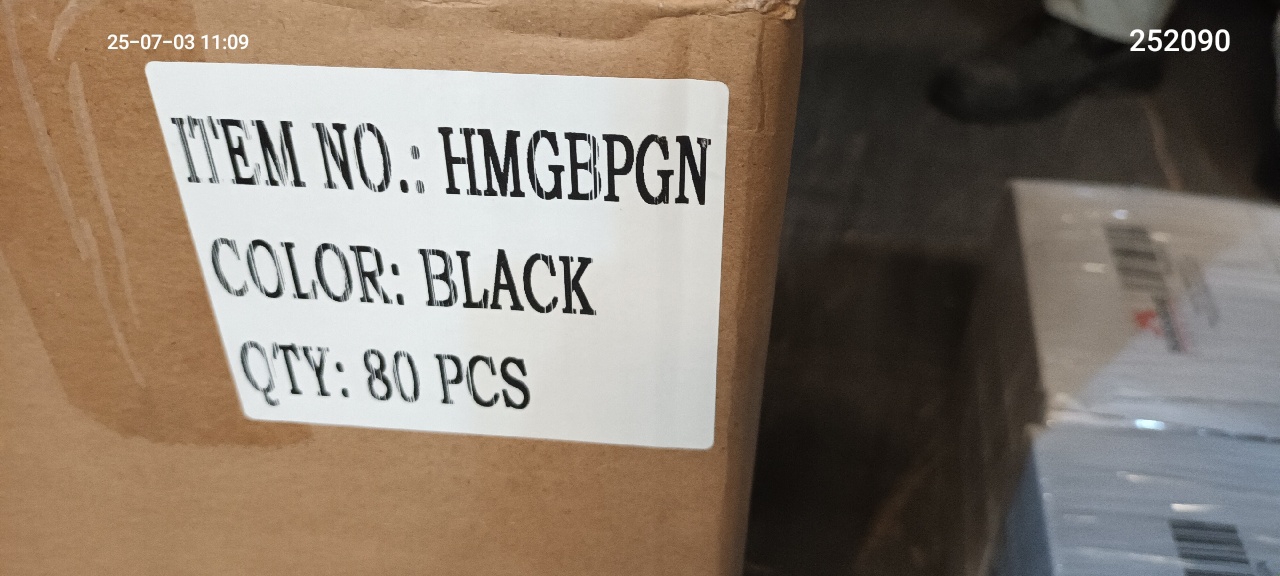 25-07-03 11:09
252090
ITEM NO.: HMGBPGN
COLOR: BLACK
QTY: 80 PCS